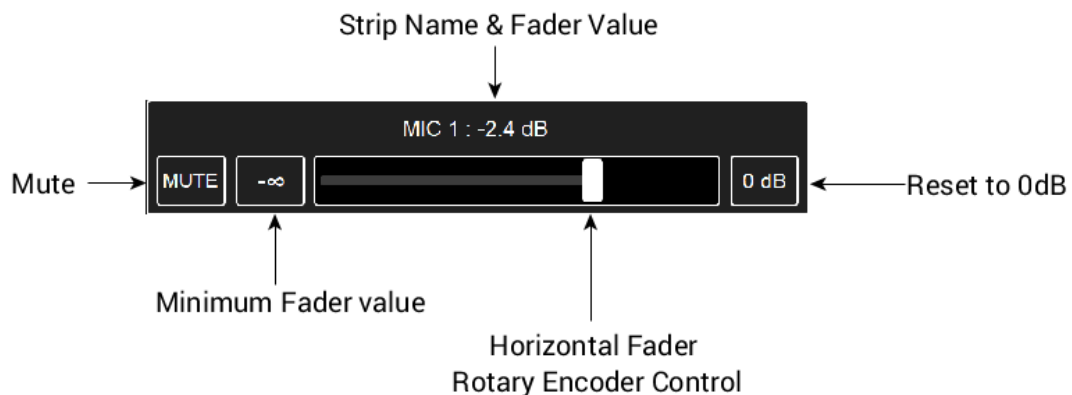 Strip Name & Fader Value
MIC 1 : -2.4 dB
Mute
MUTE
-∞
0 dB
Reset to 0dB
Minimum Fader value
Horizontal Fader
Rotary Encoder Control